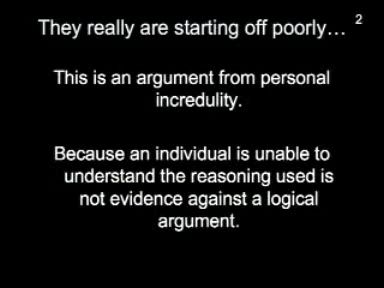 They really are starting off poorly… 2
This is an argument from personal
incredulity.
Because an individual is unable to
understand the reasoning used is
not evidence against a logical
argument.